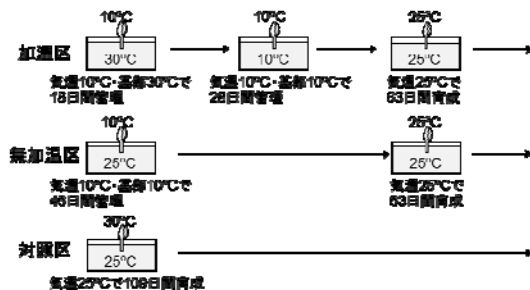 10℃ 10℃ 25℃
加温区 30℃ 10℃ 25℃
気温10℃・基部30℃で 気温10℃・基部10℃で 気温25℃で
18日間管理 28日間管理 63日間育成
10℃ 25℃
無加温区 25℃ 25℃
気温10℃・基部10℃で 気温25℃で
46日間管理 63日間育成
30℃
対照区 25℃
気温25℃で109日間育成